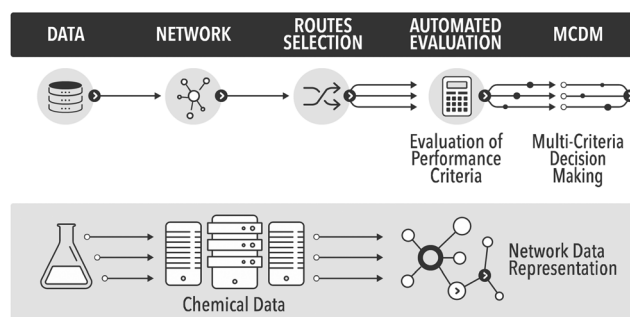 DATA
NETWORK
ROUTES
SELECTION
AUTOMATED
EVALUATION
MCDM
Evaluation of
Performance
Criteria
Multi-Criteria
Decision
Making
Network Data
Representation
Chemical Data